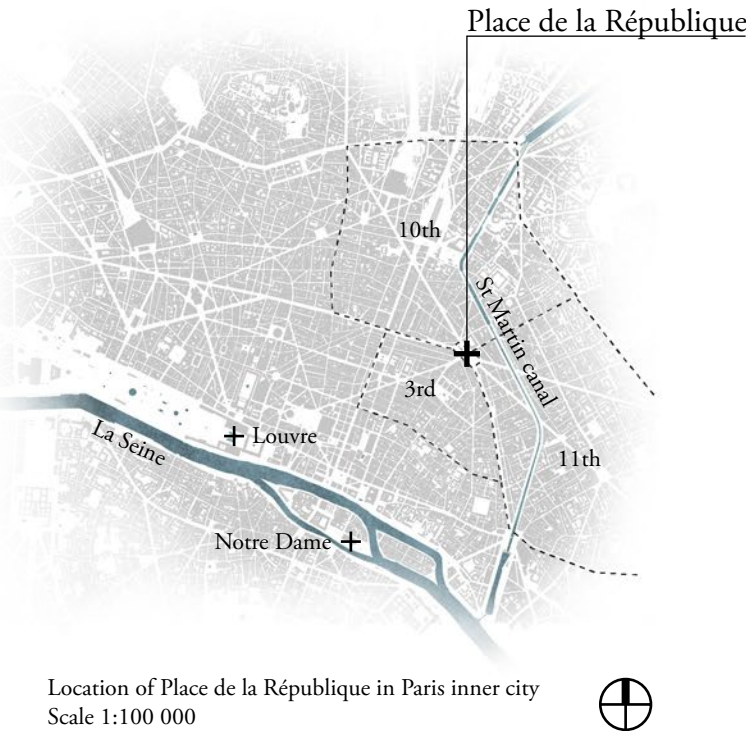 Place de la République
10th
St Martin canal
3rd
Louvre
La Seine
11th
Notre Dame
Location of Place de la République in Paris inner city
Scale 1:100 000